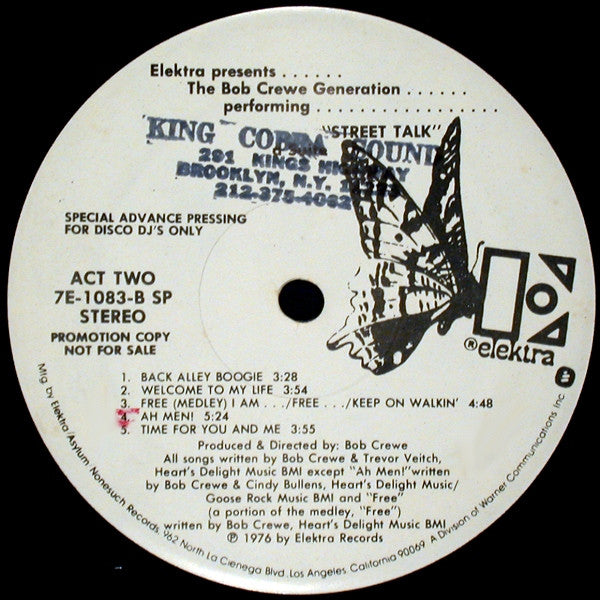 Elektra presents . . . . . .
The Bob Crewe Generation . . . . . .
performing . . . . . . . . . . . . . . . . .
"STREET TALK"
KING COBRA SOUND
291 KINGS HIGHWAY
BROOKLYN, N.Y.
212-375-4062
SPECIAL ADVANCE PRESSING
FOR DISCO DJ'S ONLY
ACT TWO
7E-1083-B SP
STEREO
PROMOTION COPY
NOT FOR SALE
® elektra
1. BACK ALLEY BOOGIE 3:28
2. WELCOME TO MY LIFE 3:54
3. FREE (MEDLEY) I AM . . ./FREE . . ./KEEP ON WALKIN' 4:48
4. AH MEN! 5:24
5. TIME FOR YOU AND ME 3:55
Produced & Directed by: Bob Crewe
All songs written by Bob Crewe & Trevor Veitch,
Heart's Delight Music BMI except "Ah Men!" written
by Bob Crewe & Cindy Bullens, Heart's Delight Music/
Goose Rock Music BMI and "Free"
(a portion of the medley, "Free")
written by Bob Crewe, Heart's Delight Music BMI
℗ 1976 by Elektra Records
Mfg. by Elektra/Asylum Nonesuch Records, 962 North La Cienega Blvd., Los Angeles, California 90069. A Division of Warner Communications Inc